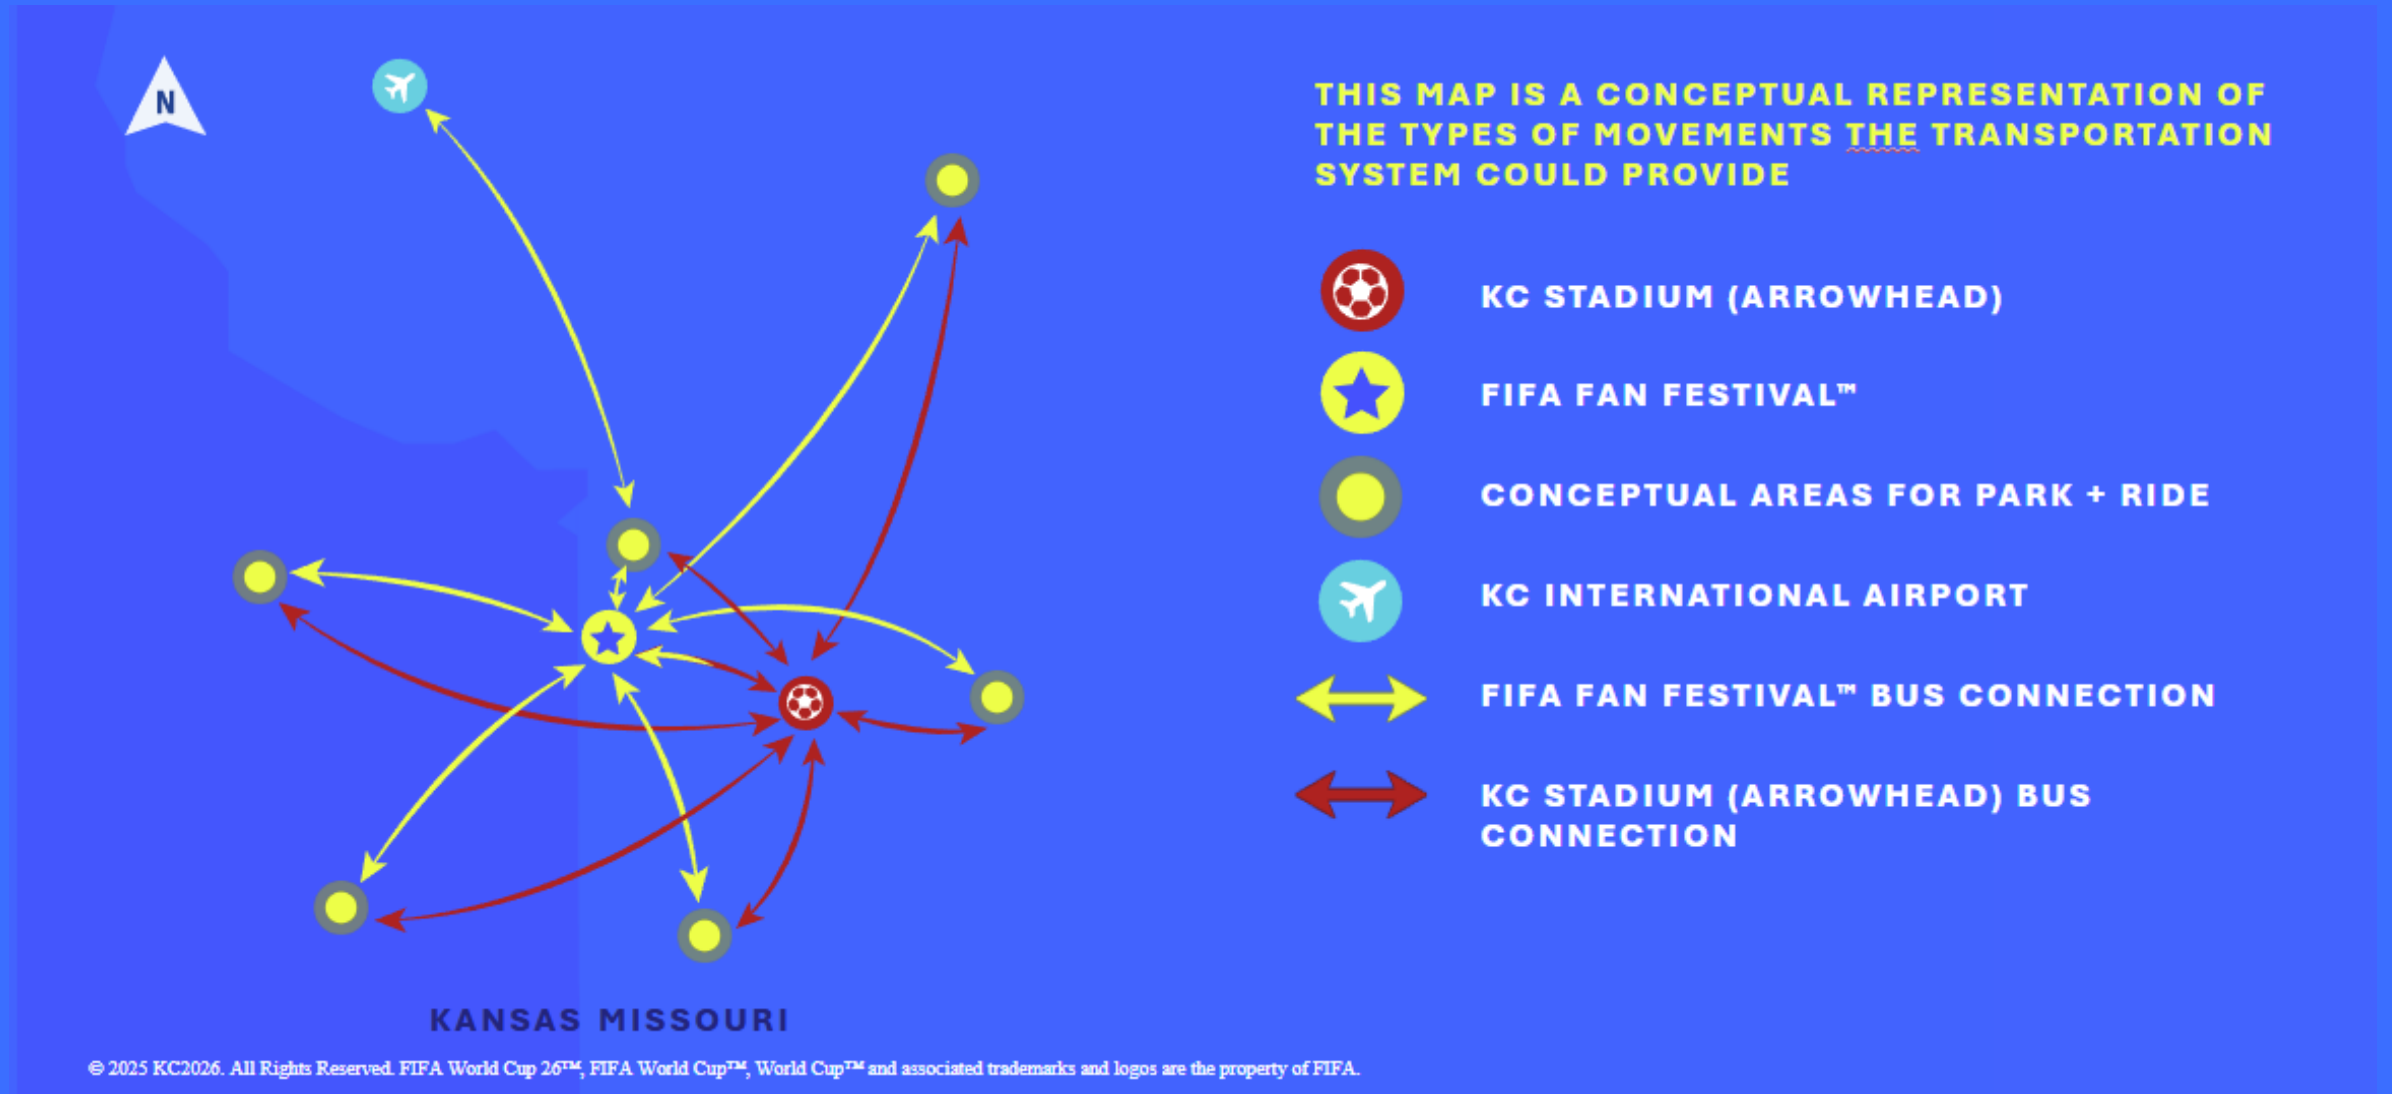 N
THIS MAP IS A CONCEPTUAL REPRESENTATION OF
THE TYPES OF MOVEMENTS THE TRANSPORTATION
SYSTEM COULD PROVIDE
KC STADIUM (ARROWHEAD)
FIFA FAN FESTIVAL™
CONCEPTUAL AREAS FOR PARK + RIDE
KC INTERNATIONAL AIRPORT
FIFA FAN FESTIVAL™ BUS CONNECTION
KC STADIUM (ARROWHEAD) BUS
CONNECTION
KANSAS MISSOURI
© 2025 KC2026. All Rights Reserved. FIFA World Cup 26™, FIFA World Cup™, World Cup™ and associated trademarks and logos are the property of FIFA.